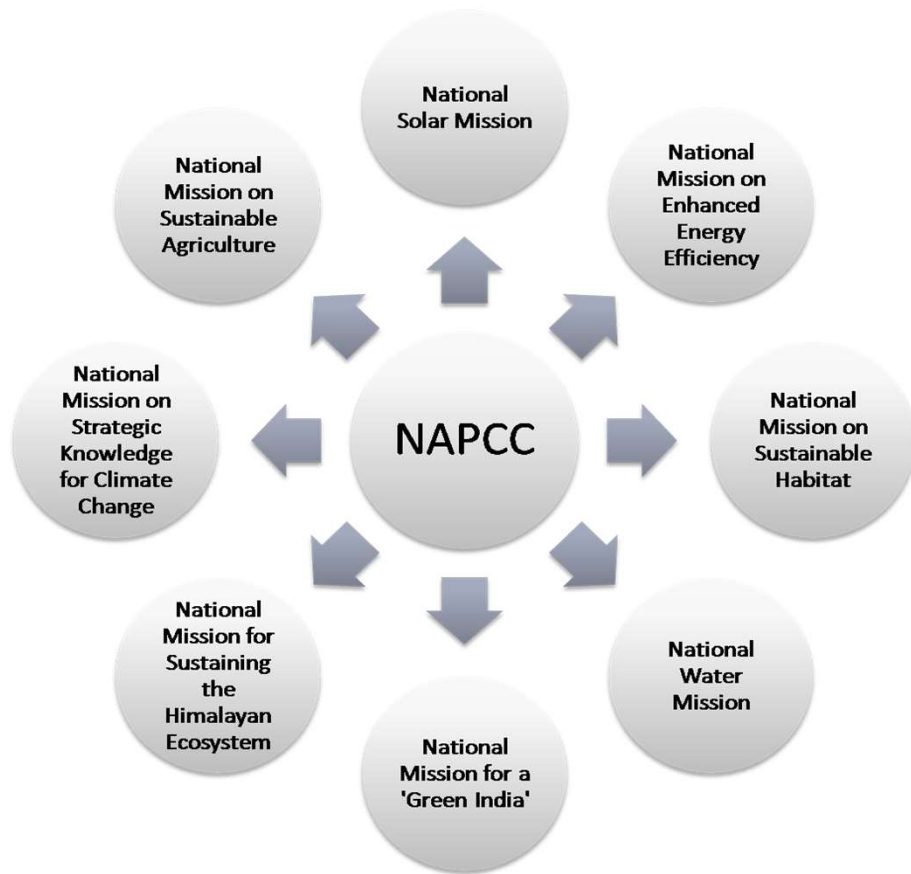 National
Solar Mission
National
Mission on
Enhanced
Energy
Efficiency
National
Mission on
Sustainable
Habitat
National
Water
Mission
National
Mission for a
'Green India'
National
Mission for
Sustaining
the
Himalayan
Ecosystem
National
Mission on
Strategic
Knowledge
for Climate
Change
National
Mission on
Sustainable
Agriculture
NAPCC